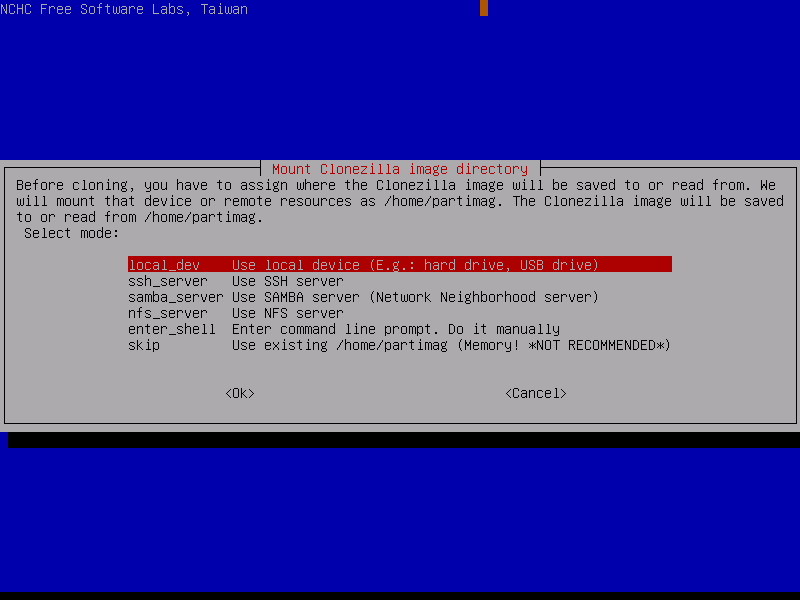 NCHC Free Software Labs, Taiwan
Mount Clonezilla image directory
Before cloning, you have to assign where the Clonezilla image will be saved to or read from. We
will mount that device or remote resources as /home/partimag. The Clonezilla image will be saved
to or read from /home/partimag.
Select mode:
local_dev Use local device (E.g.: hard drive, USB drive)
ssh_server Use SSH server
samba_server Use SAMBA server (Network Neighborhood server)
nfs_server Use NFS server
enter_shell Enter command line prompt. Do it manually
skip Use existing /home/partimag (Memory! *NOT RECOMMENDED*)
<Ok> <Cancel>